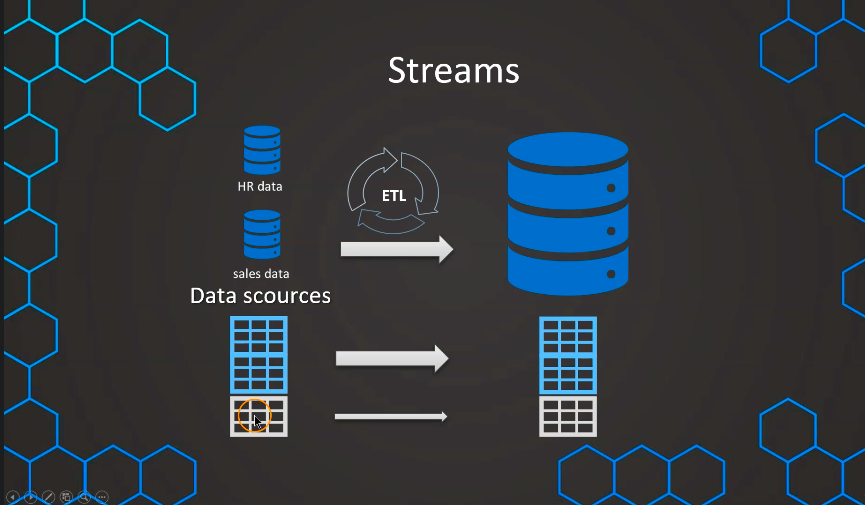 Streams
HR data
ETL
sales data
Data scources